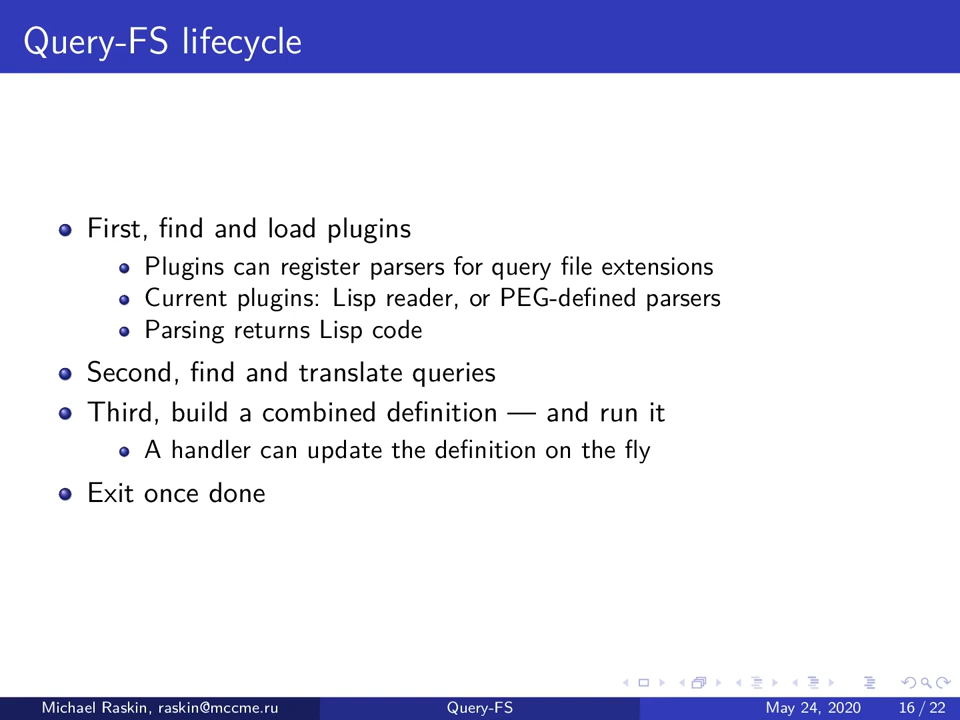 Query-FS lifecycle
First, find and load plugins
Plugins can register parsers for query file extensions
Current plugins: Lisp reader, or PEG-defined parsers
Parsing returns Lisp code
Second, find and translate queries
Third, build a combined definition — and run it
A handler can update the definition on the fly
Exit once done
Michael Raskin, raskin@mccme.ru Query-FS May 24, 2020 16 / 22